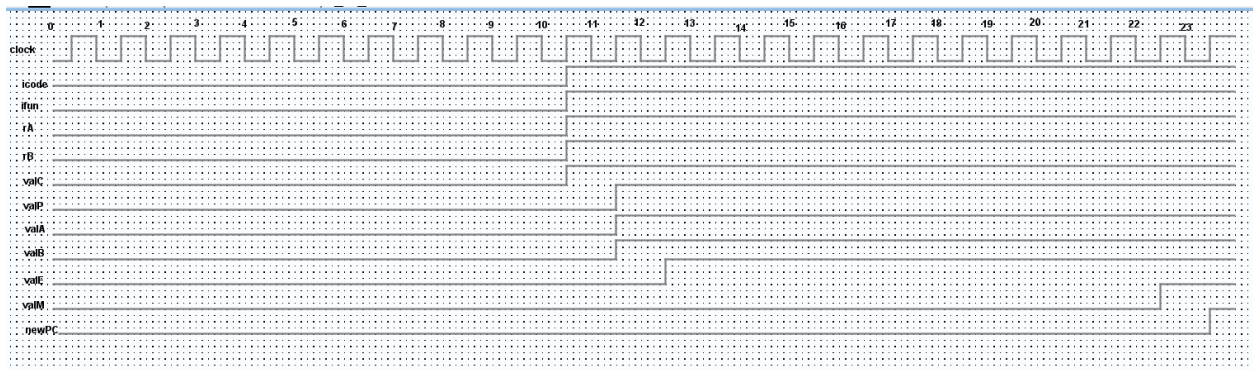 0 1 2 3 4 5 6 7 8 9 10 11 12 13 14 15 16 17 18 19 20 21 22 23
clock
icode
ifun
rA
rB
valC
valP
valA
valB
valE
valM
newPC